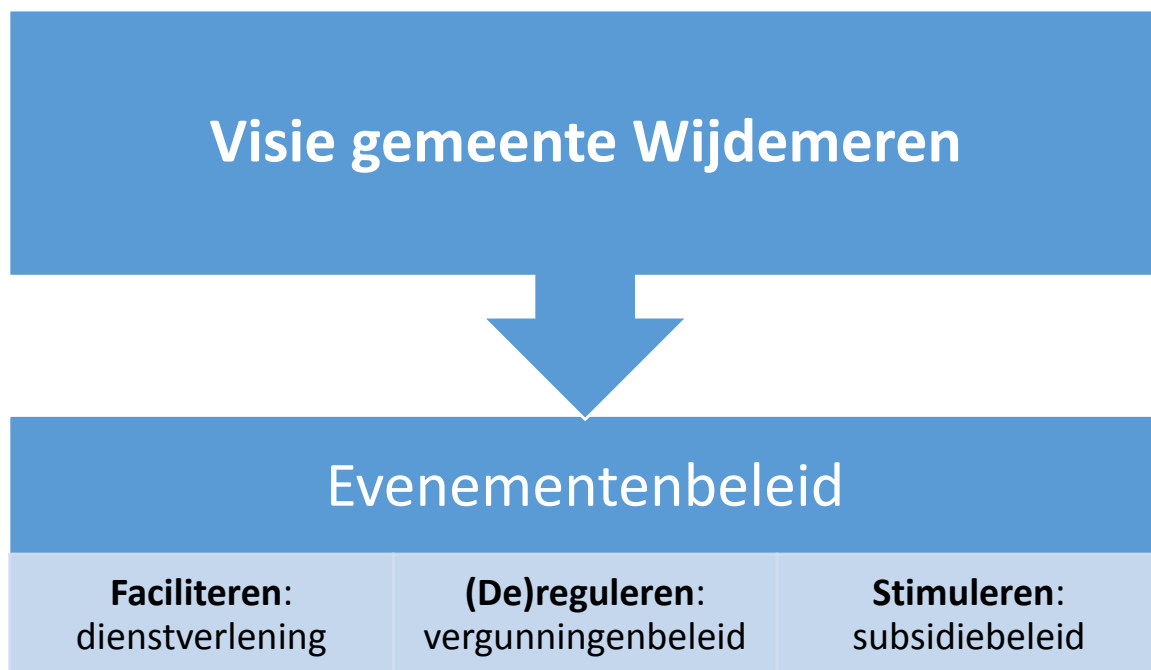 Visie gemeente Wijdemeren
Evenementenbeleid
Faciliteren:
dienstverlening
(De)reguleren:
vergunningenbeleid
Stimuleren:
subsidiebeleid